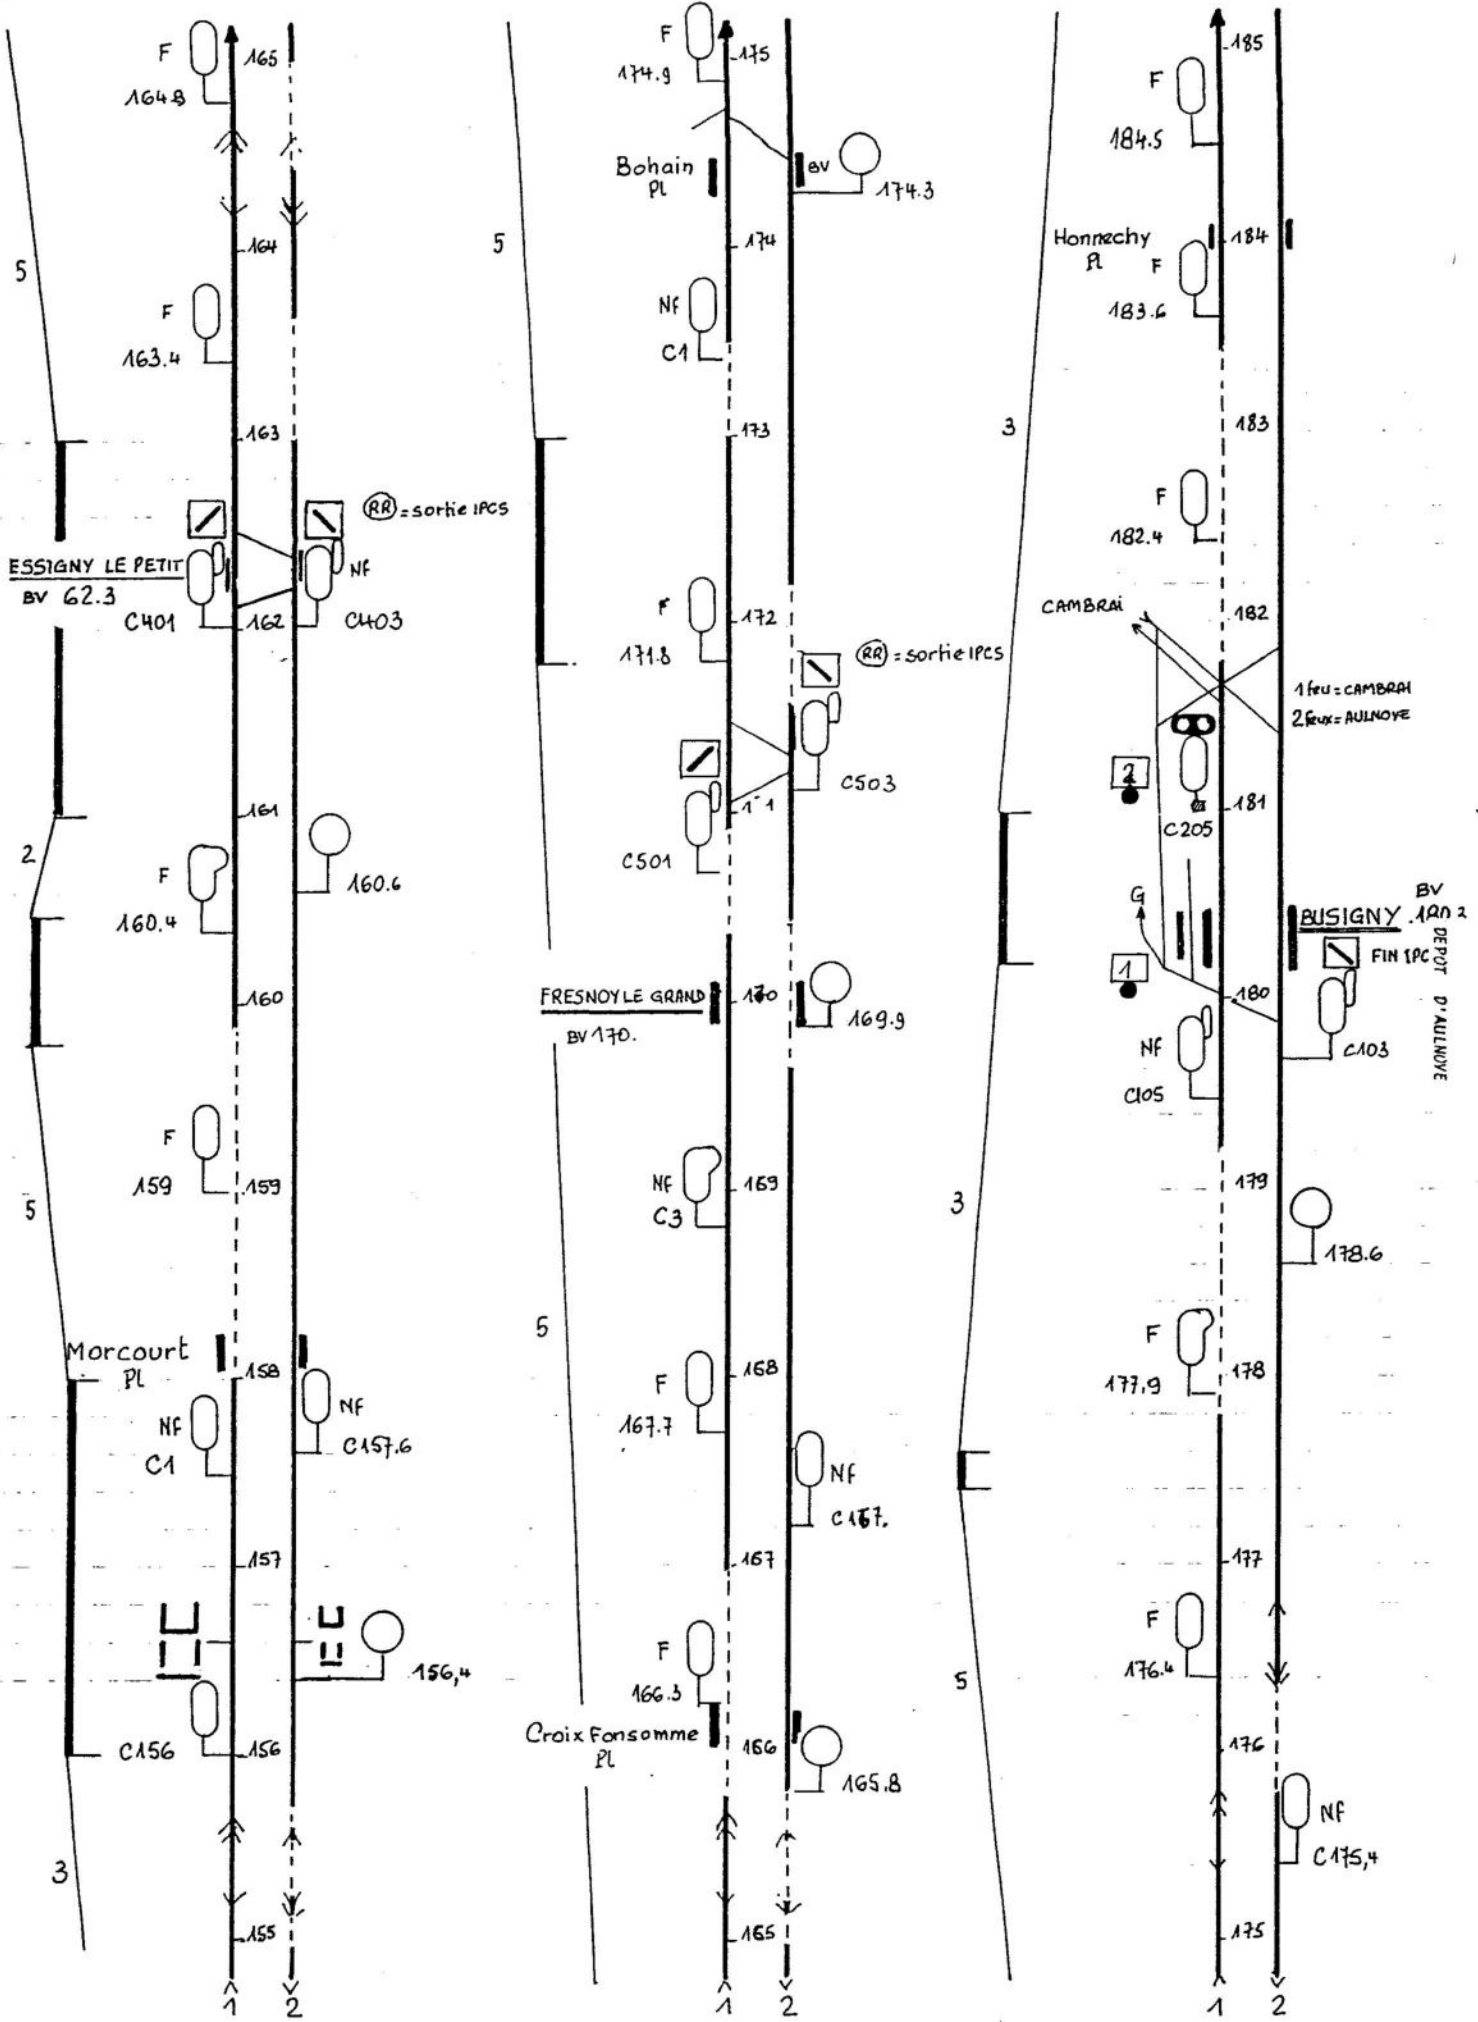 F
165
164.8
164
5
F
163.4
163
RR = sortie IPCS
ESSIGNY LE PETIT
BV 62.3
NF
C401
162
C403
161
2
F
160.4
160.6
160
F
159
159
5
Morcourt
Pl
158
NF
NF
C1
C157.6
157
156,4
C156
156
3
155
1
2
F
175
174.9
Bohain
Pl
BV
174.3
174
5
NF
C1
173
F
172
171.8
RR = sortie IPCS
C503
C501
FRESNOY LE GRAND
170
BV 170.
169.9
NF
169
C3
5
F
168
167.7
NF
C167.
167
F
166.3
Croix Fonsomme
Pl
166
165.8
165
1
2
185
F
184.5
Honnechy
Pl
184
F
183.6
183
3
F
182.4
182
CAMBRAI
1 feu = CAMBRAI
2 feux = AULNOYE
2
181
C205
G
BV
BUSIGNY
FIN IPC
DEPOT D'AULNOYE
1
180
NF
C103
C105
179
3
178.6
F
178
177,9
177
F
176.4
5
176
NF
C175,4
175
1
2